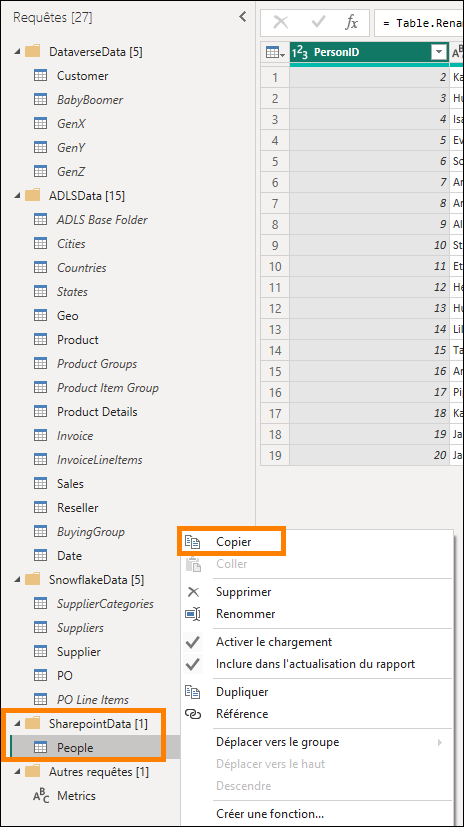 Requêtes [27]
fx
= Table.Rena
DataverseData [5]
Customer
BabyBoomer
GenX
GenY
GenZ
ADLSData [15]
ADLS Base Folder
Cities
Countries
States
Geo
Product
Product Groups
Product Item Group
Product Details
Invoice
InvoiceLineItems
Sales
Reseller
BuyingGroup
Date
SnowflakeData [5]
SupplierCategories
Suppliers
Supplier
PO
PO Line Items
SharepointData [1]
People
Autres requêtes [1]
ABC Metrics
123 PersonID AB
1 2 Ka
2 3 Hu
3 4 Isa
4 5 Ev
5 6 So
6 7 Ar
7 8 Ar
8 9 Al
9 10 St
10 11 Et
11 12 He
12 13 Hu
13 14 Lil
14 15 Ta
15 16 Ar
16 17 Pi
17 18 Ka
18 19 Ja
19 20 Ja
Copier
Coller
Supprimer
Renommer
Activer le chargement
Inclure dans l'actualisation du rapport
Dupliquer
Référence
Déplacer vers le groupe
Déplacer vers le haut
Descendre
Créer une fonction...